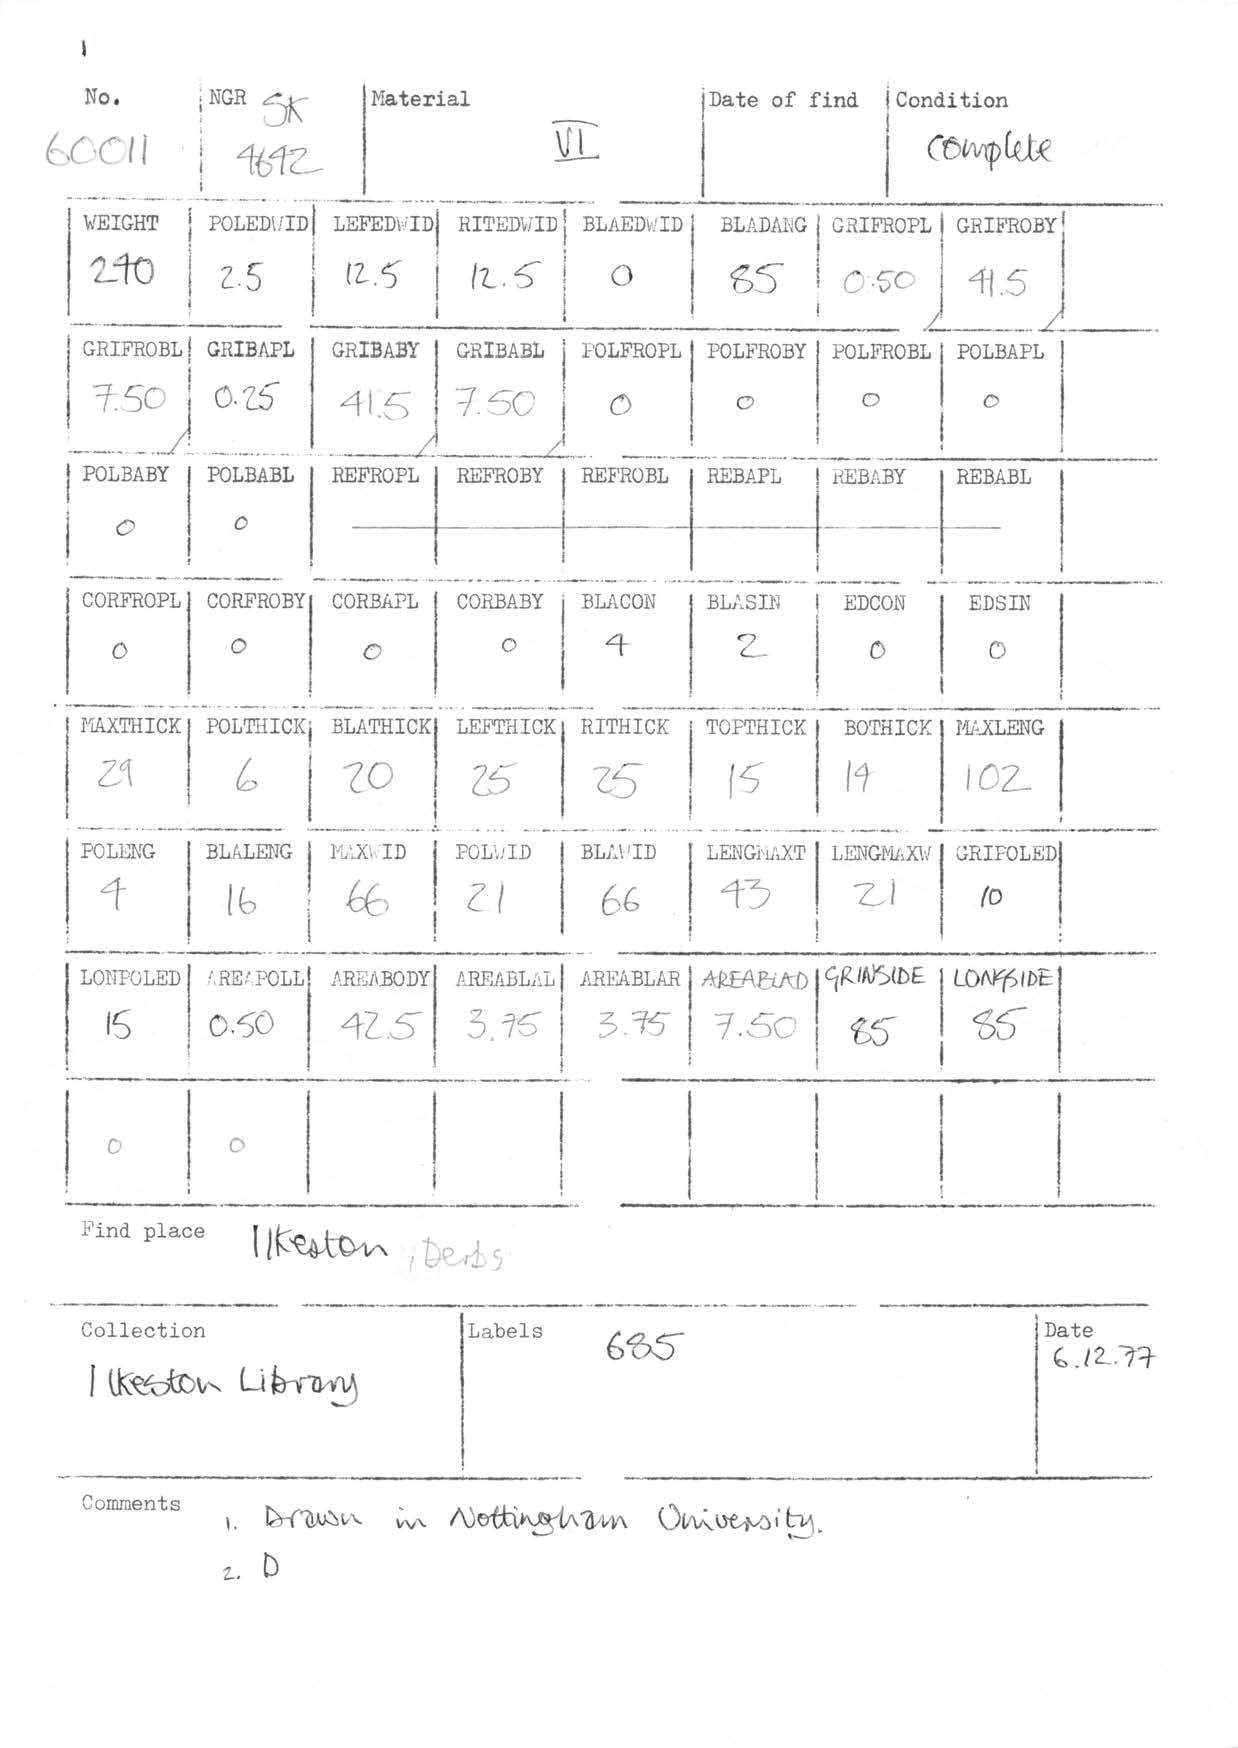 1
No. NGR SK Material Date of find Condition
60011 4642 VI complete
WEIGHT POLEDWID LEFEDWID RITEDWID BLAEDWID BLADANG GRIFROPL GRIFROBY
240 2.5 12.5 12.5 0 85 0.50 41.5
GRIFROBL GRIBAPL GRIBABY GRIBABL POLFROPL POLFROBY POLFROBL POLBAPL
7.50 0.25 41.5 7.50 0 0 0 0
POLBABY POLBABL REFROPL REFROBY REFROBL REBAPL REBABY REBABL
0 0
CORFROPL CORFROBY CORBAPL CORBABY BLACON BLASIN EDCON EDSIN
0 0 0 0 4 2 0 0
MAXTHICK POLTHICK BLATHICK LEFTHICK RITHICK TOPTHICK BOTHICK MAXLENG
29 6 20 25 25 15 14 102
POLENG BLALENG MAXWID POLWID BLAWID LENGMAXT LENGMAXW GRIPOLED
4 16 66 21 66 43 21 10
LONPOLED AREAPOLL AREABODY AREABLAL AREABLAR AREABLAD GRINSIDE LONGSIDE
15 0.50 42.5 3.75 3.75 7.50 85 85
0 0
Find place Ilkeston, Derbs
Collection Labels 685 Date
Ilkeston Library 6.12.77
Comments 1. Drawn in Nottingham University.
2. D